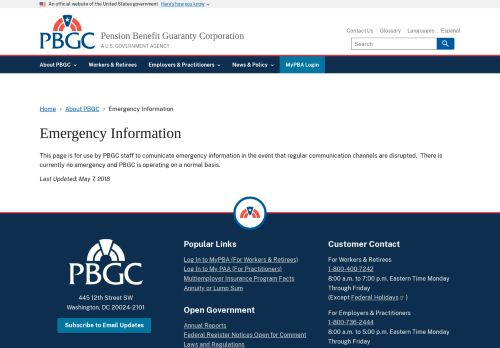 An official website of the United States government Here's how you know
PBGC
Pension Benefit Guaranty Corporation
A U.S. GOVERNMENT AGENCY
Contact Us Glossary Languages Español
Search
About PBGC Workers & Retirees Employers & Practitioners News & Policy MyPBA Login
Home › About PBGC › Emergency Information
Emergency Information
This page is for use by PBGC staff to comunicate emergency information in the event that regular communication channels are disrupted. There is
currently no emergency and PBGC is operating on a normal basis.
Last Updated: May 7, 2018
PBGC
445 12th Street SW
Washington, DC 20024-2101
Subscribe to Email Updates
Popular Links
Log In to MyPBA (For Workers & Retirees)
Log In to My PAA (For Practitioners)
Multiemployer Insurance Program Facts
Annuity or Lump Sum
Open Government
Annual Reports
Federal Register Notices Open for Comment
Laws and Regulations
Customer Contact
For Workers & Retirees
1-800-400-7242
8:00 a.m. to 7:00 p.m. Eastern Time Monday
Through Friday
(Except Federal Holidays )
For Employers & Practitioners
1-800-736-2444
8:00 a.m. to 5:00 p.m. Eastern Time Monday
Through Friday